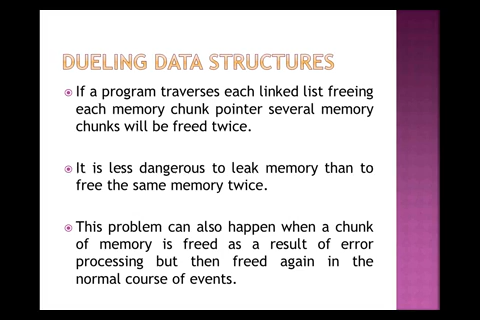 DUELING DATA STRUCTURES
If a program traverses each linked list freeing
each memory chunk pointer several memory
chunks will be freed twice.
It is less dangerous to leak memory than to
free the same memory twice.
This problem can also happen when a chunk
of memory is freed as a result of error
processing but then freed again in the
normal course of events.